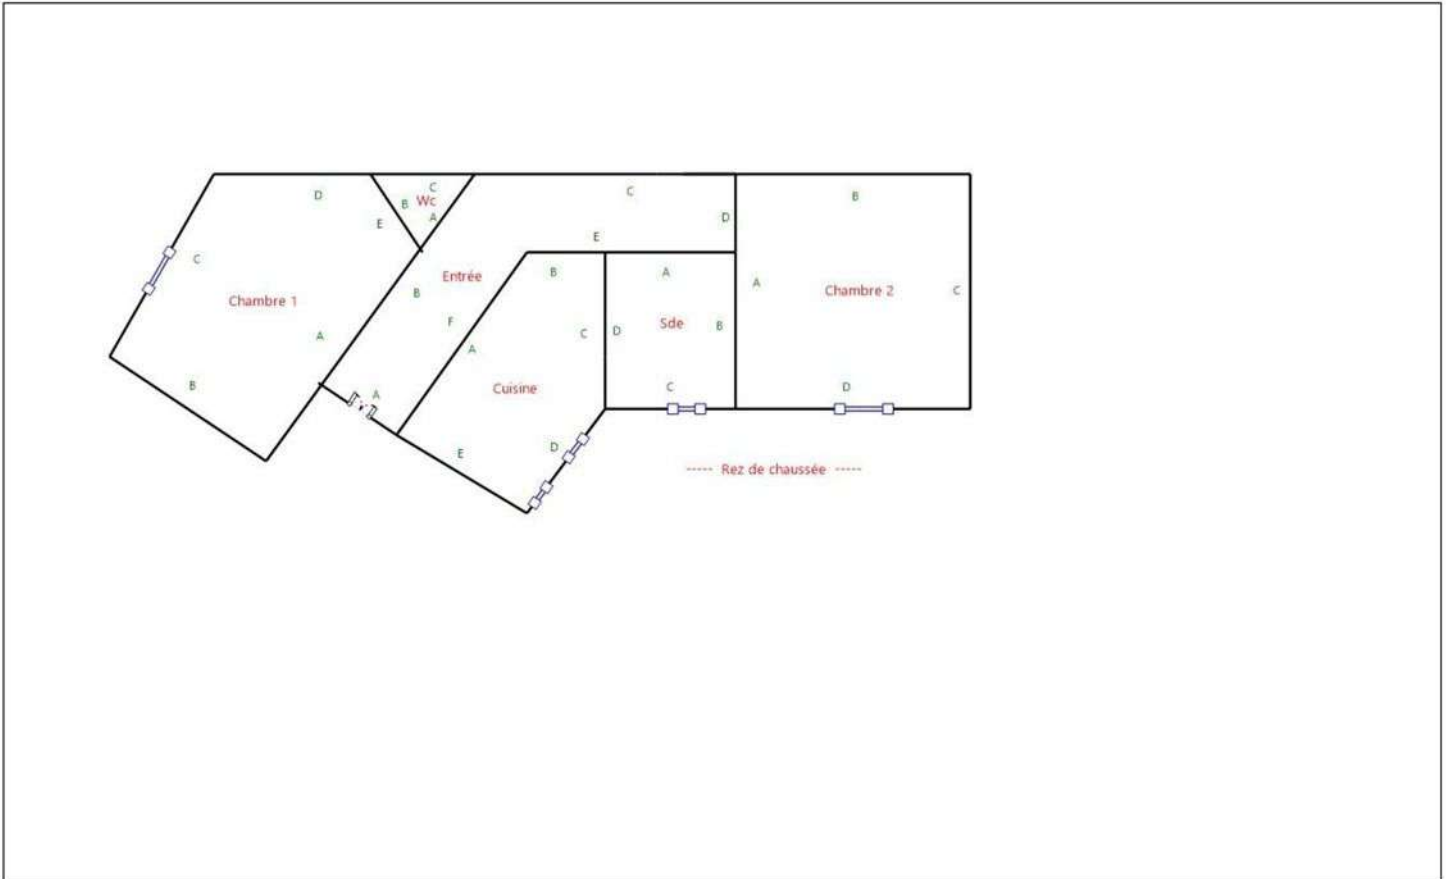 D
C
B
Wc
A
E
C
D
B
E
C
Chambre 1
A
B
Entrée
B
F
A
B
C
Cuisine
A
D
Sde
B
C
A
Chambre 2
C
D
A
E
D
----- Rez de chaussée -----